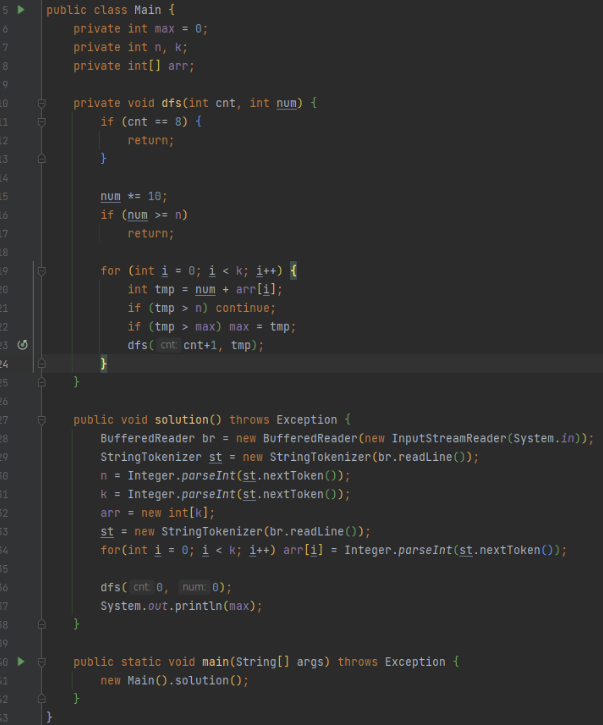 5 public class Main {
6 private int max = 0;
7 private int n, k;
8 private int[] arr;
9
10 private void dfs(int cnt, int num) {
11 if (cnt == 8) {
12 return;
13 }
14
15 num *= 10;
16 if (num >= n)
17 return;
18
19 for (int i = 0; i < k; i++) {
20 int tmp = num + arr[i];
21 if (tmp > n) continue;
22 if (tmp > max) max = tmp;
23 dfs( cnt: cnt+1, tmp);
24 }
25 }
26
27 public void solution() throws Exception {
28 BufferedReader br = new BufferedReader(new InputStreamReader(System.in));
29 StringTokenizer st = new StringTokenizer(br.readLine());
30 n = Integer.parseInt(st.nextToken());
31 k = Integer.parseInt(st.nextToken());
32 arr = new int[k];
33 st = new StringTokenizer(br.readLine());
34 for(int i = 0; i < k; i++) arr[i] = Integer.parseInt(st.nextToken());
35
36 dfs( cnt: 0, num: 0);
37 System.out.println(max);
38 }
39
40 public static void main(String[] args) throws Exception {
41 new Main().solution();
42 }
43 }